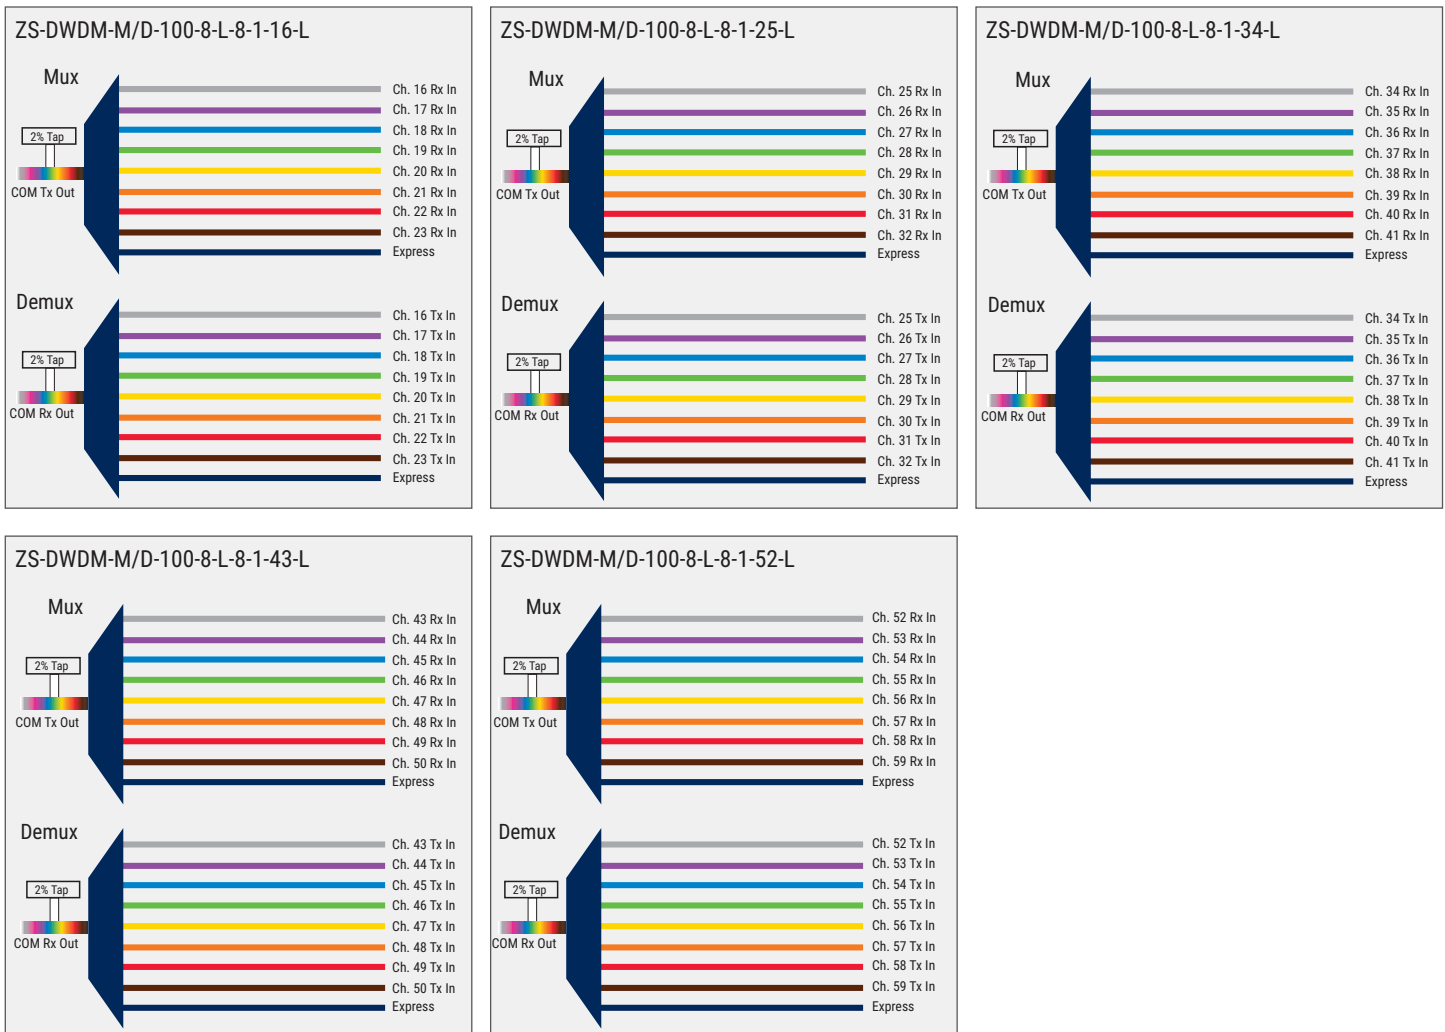 ZS-DWDM-M/D-100-8-L-8-1-16-L
Mux
2% Tap
COM Tx Out
Ch. 16 Rx In
Ch. 17 Rx In
Ch. 18 Rx In
Ch. 19 Rx In
Ch. 20 Rx In
Ch. 21 Rx In
Ch. 22 Rx In
Ch. 23 Rx In
Express
Demux
2% Tap
COM Rx Out
Ch. 16 Tx In
Ch. 17 Tx In
Ch. 18 Tx In
Ch. 19 Tx In
Ch. 20 Tx In
Ch. 21 Tx In
Ch. 22 Tx In
Ch. 23 Tx In
Express
ZS-DWDM-M/D-100-8-L-8-1-25-L
Mux
2% Tap
COM Tx Out
Ch. 25 Rx In
Ch. 26 Rx In
Ch. 27 Rx In
Ch. 28 Rx In
Ch. 29 Rx In
Ch. 30 Rx In
Ch. 31 Rx In
Ch. 32 Rx In
Express
Demux
2% Tap
COM Rx Out
Ch. 25 Tx In
Ch. 26 Tx In
Ch. 27 Tx In
Ch. 28 Tx In
Ch. 29 Tx In
Ch. 30 Tx In
Ch. 31 Tx In
Ch. 32 Tx In
Express
ZS-DWDM-M/D-100-8-L-8-1-34-L
Mux
2% Tap
COM Tx Out
Ch. 34 Rx In
Ch. 35 Rx In
Ch. 36 Rx In
Ch. 37 Rx In
Ch. 38 Rx In
Ch. 39 Rx In
Ch. 40 Rx In
Ch. 41 Rx In
Express
Demux
2% Tap
COM Rx Out
Ch. 34 Tx In
Ch. 35 Tx In
Ch. 36 Tx In
Ch. 37 Tx In
Ch. 38 Tx In
Ch. 39 Tx In
Ch. 40 Tx In
Ch. 41 Tx In
Express
ZS-DWDM-M/D-100-8-L-8-1-43-L
Mux
2% Tap
COM Tx Out
Ch. 43 Rx In
Ch. 44 Rx In
Ch. 45 Rx In
Ch. 46 Rx In
Ch. 47 Rx In
Ch. 48 Rx In
Ch. 49 Rx In
Ch. 50 Rx In
Express
Demux
2% Tap
COM Rx Out
Ch. 43 Tx In
Ch. 44 Tx In
Ch. 45 Tx In
Ch. 46 Tx In
Ch. 47 Tx In
Ch. 48 Tx In
Ch. 49 Tx In
Ch. 50 Tx In
Express
ZS-DWDM-M/D-100-8-L-8-1-52-L
Mux
2% Tap
COM Tx Out
Ch. 52 Rx In
Ch. 53 Rx In
Ch. 54 Rx In
Ch. 55 Rx In
Ch. 56 Rx In
Ch. 57 Rx In
Ch. 58 Rx In
Ch. 59 Rx In
Express
Demux
2% Tap
COM Rx Out
Ch. 52 Tx In
Ch. 53 Tx In
Ch. 54 Tx In
Ch. 55 Tx In
Ch. 56 Tx In
Ch. 57 Tx In
Ch. 58 Tx In
Ch. 59 Tx In
Express